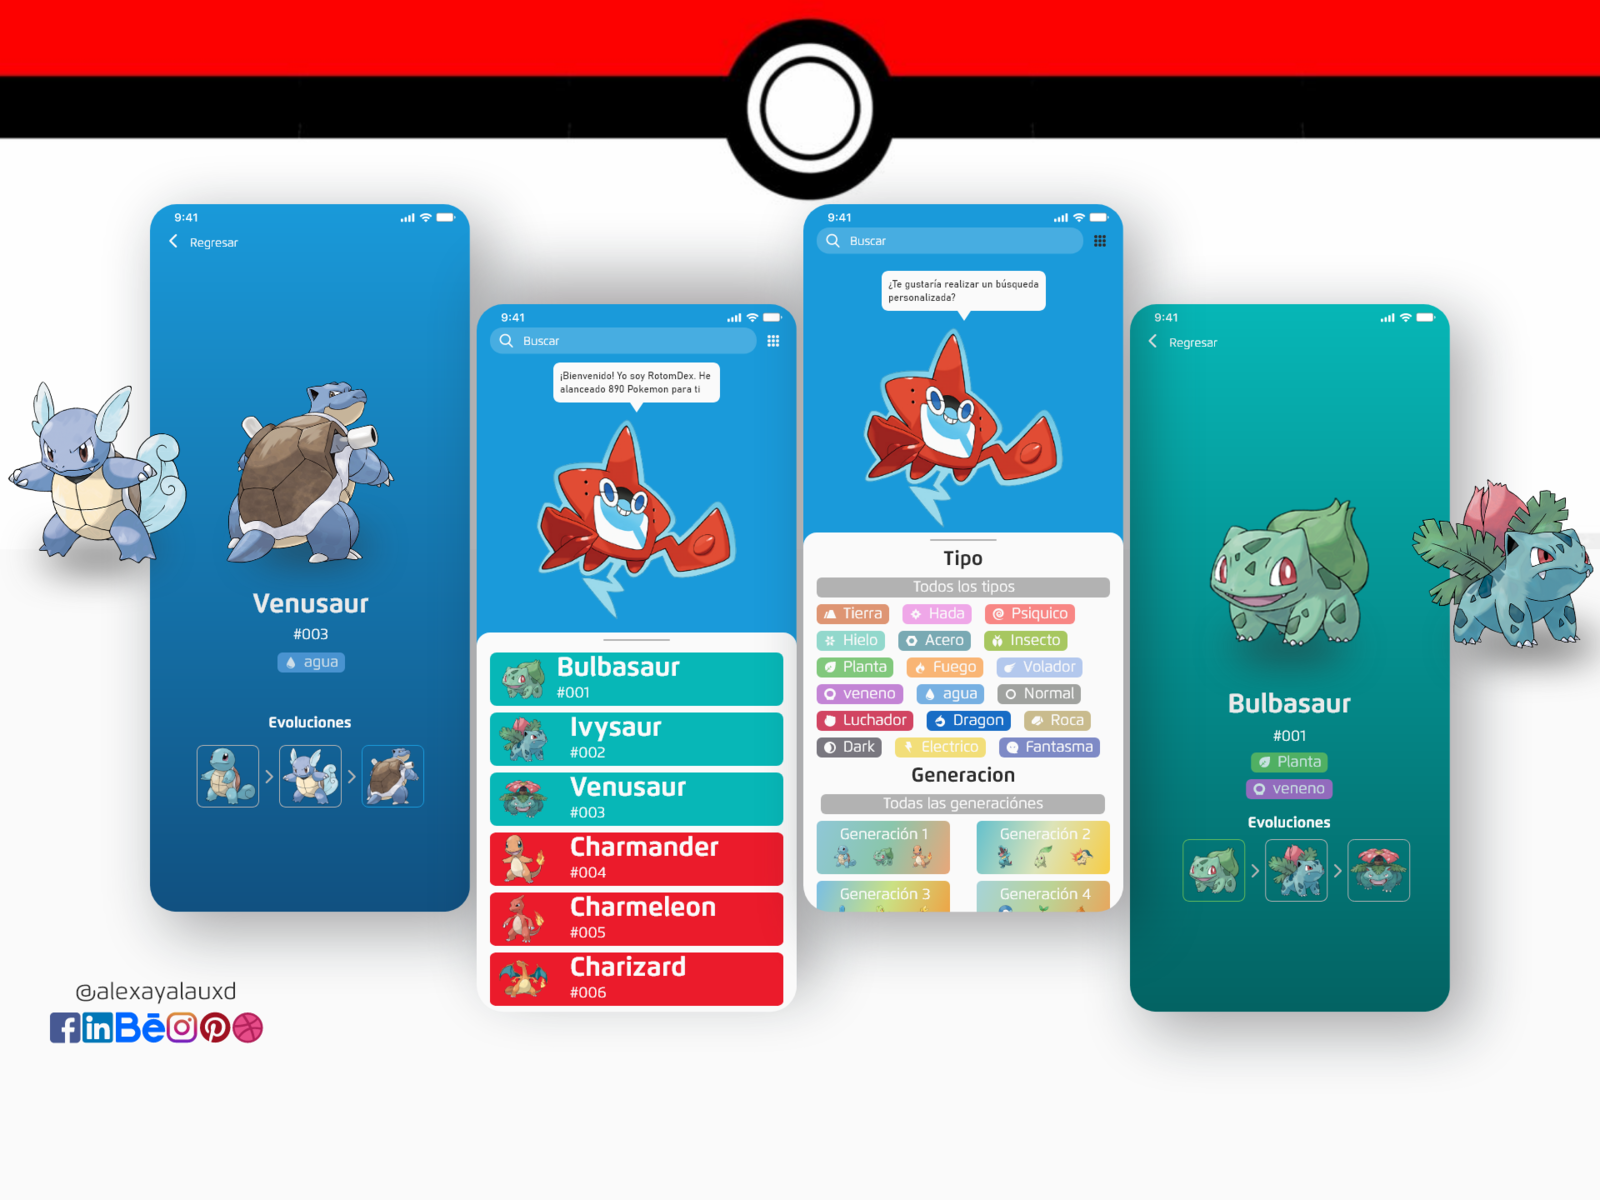 9:41
Regresar
Venusaur
#003
agua
Evoluciones
9:41
Buscar
¡Bienvenido! Yo soy RotomDex. He
alanceado 890 Pokemon para ti
Bulbasaur
#001
Ivysaur
#002
Venusaur
#003
Charmander
#004
Charmeleon
#005
Charizard
#006
9:41
Buscar
¿Te gustaría realizar un búsqueda
personalizada?
Tipo
Todos los tipos
Tierra Hada Psiquico
Hielo Acero Insecto
Planta Fuego Volador
veneno agua Normal
Luchador Dragon Roca
Dark Electrico Fantasma
Generacion
Todas las generaciónes
Generación 1 Generación 2
Generación 3 Generación 4
9:41
Regresar
Bulbasaur
#001
Planta
veneno
Evoluciones
@alexayalauxd
f in Bē